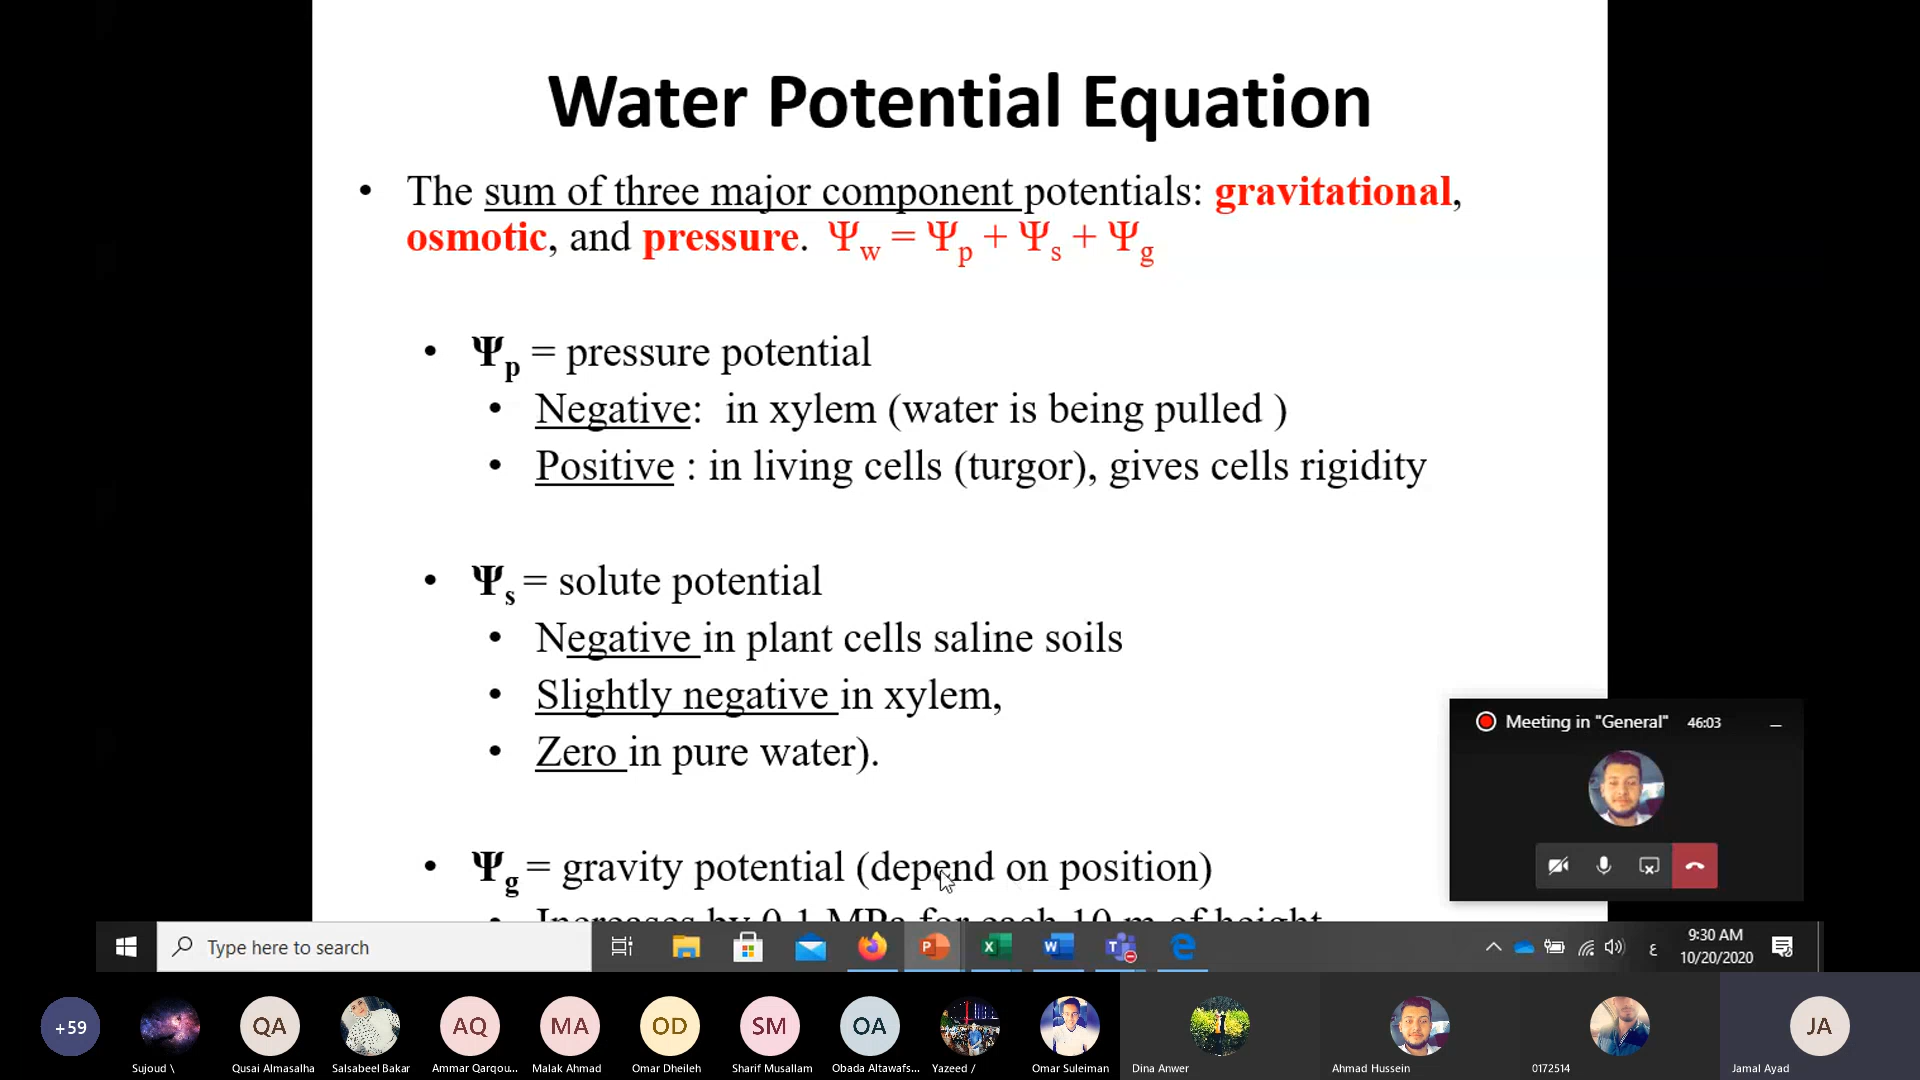 Water Potential Equation
• The sum of three major component potentials: gravitational,
osmotic, and pressure. Ψw = Ψp + Ψs + Ψg
• Ψp = pressure potential
• Negative: in xylem (water is being pulled )
• Positive : in living cells (turgor), gives cells rigidity
• Ψs = solute potential
• Negative in plant cells saline soils
• Slightly negative in xylem,
• Zero in pure water).
• Ψg = gravity potential (depend on position)
• Increases by 0.1 MPa for each 10 m of height
Meeting in "General" 46:03
Type here to search
ع
9:30 AM
10/20/2020
+59
QA
AQ
MA
OD
SM
OA
JA
Sujoud \
Qusai Almasalha
Salsabeel Bakar
Ammar Qarqou...
Malak Ahmad
Omar Dheileh
Sharif Musallam
Obada Altawafs...
Yazeed /
Omar Suleiman
Dina Anwer
Ahmad Hussein
0172514
Jamal Ayad